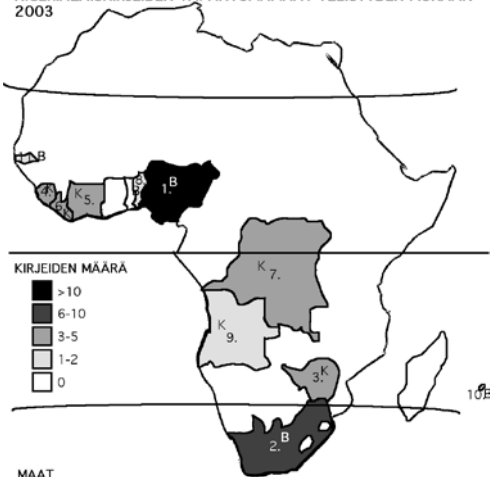 2003
B
4.
K 5.
1.B
KIRJEIDEN MÄÄRÄ
>10
6-10
3-5
1-2
0
K 7.
K 9.
3.K
10.B
2.B
MAAT